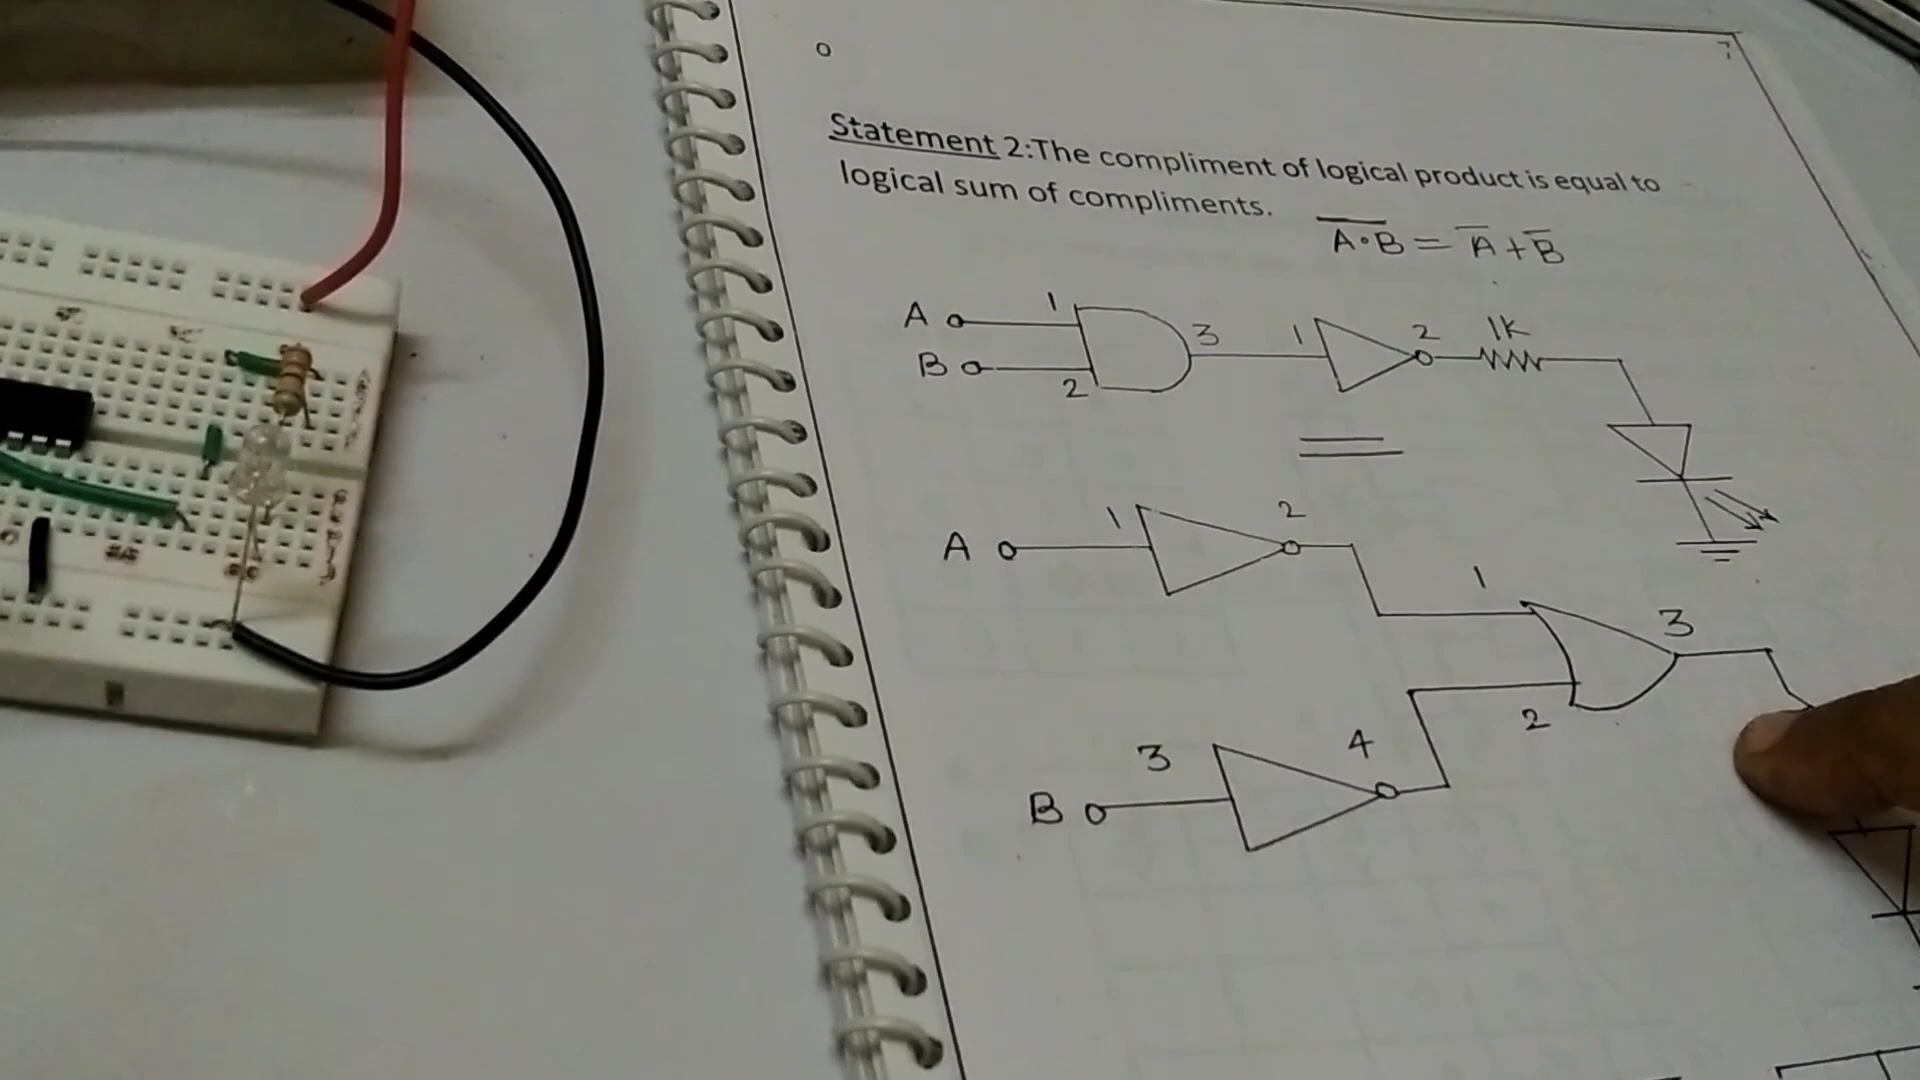 Statement 2:The compliment of logical product is equal to
logical sum of compliments.
A·B̅ = A̅ + B̅
A 1 3 1 2 1K
B 2
A 1 2
1 3
2
B 3 4